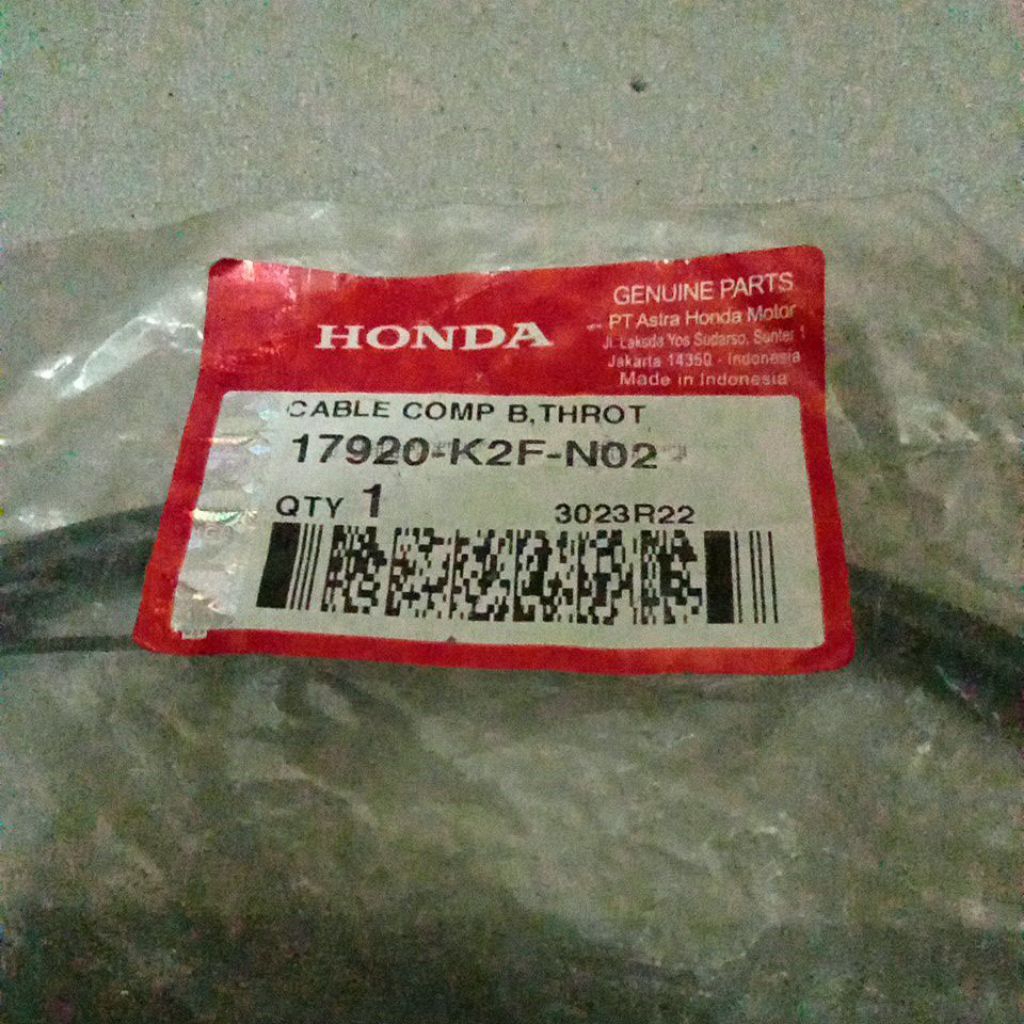 HONDA
GENUINE PARTS
PT Astra Honda Motor
Jl. Laksda Yos Sudarso, Sunter 1
Jakarta 14350 - Indonesia
Made in Indonesia
CABLE COMP B,THROT
17920-K2F-N02
QTY 1
3023R22